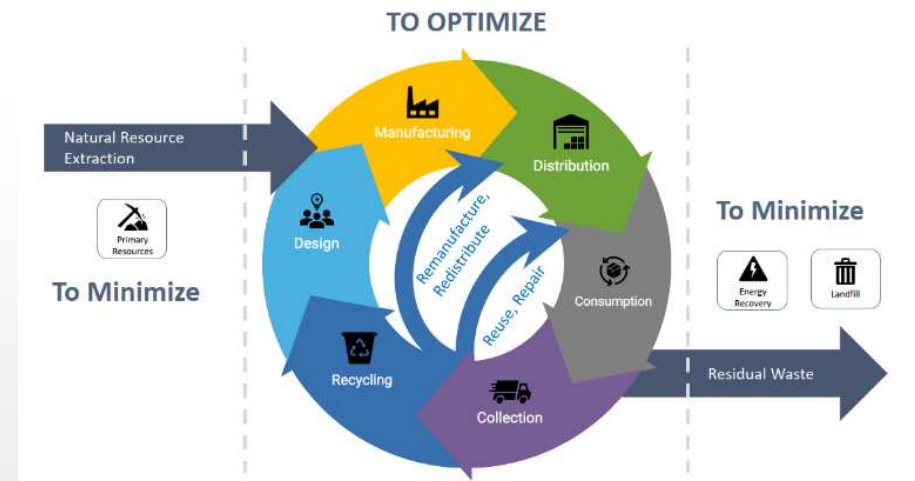 TO OPTIMIZE
Natural Resource
Extraction
Primary
Resources
To Minimize
Manufacturing
Distribution
Design
Remanufacture,
Redistribute
Reuse, Repair
Consumption
Recycling
Collection
To Minimize
Energy
Recovery
Landfill
Residual Waste